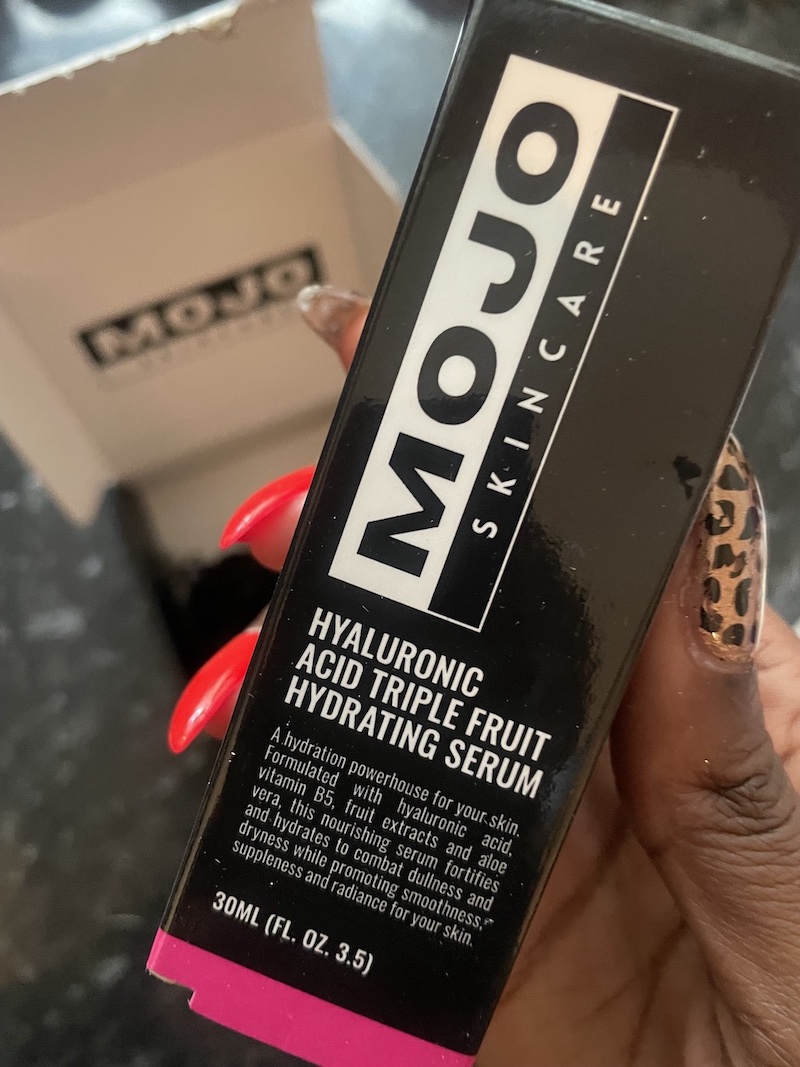 MOJO
SKINCARE
HYALURONIC
ACID TRIPLE FRUIT
HYDRATING SERUM
A hydration powerhouse for your skin.
Formulated with hyaluronic acid,
vitamin B5, fruit extracts and aloe
vera, this nourishing serum fortifies
and hydrates to combat dullness and
dryness while promoting smoothness,
suppleness and radiance for your skin.
30ML (FL. OZ. 3.5)
MOJO